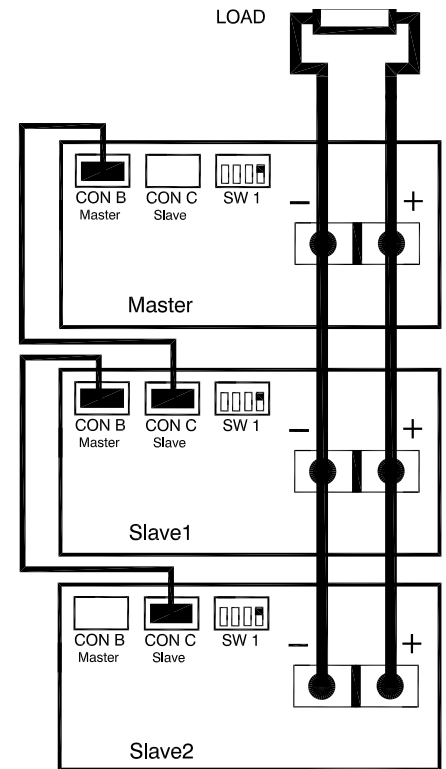 LOAD
CON B CON C SW 1
Master Slave
− +
Master
CON B CON C SW 1
Master Slave
− +
Slave1
CON B CON C SW 1
Master Slave
− +
Slave2